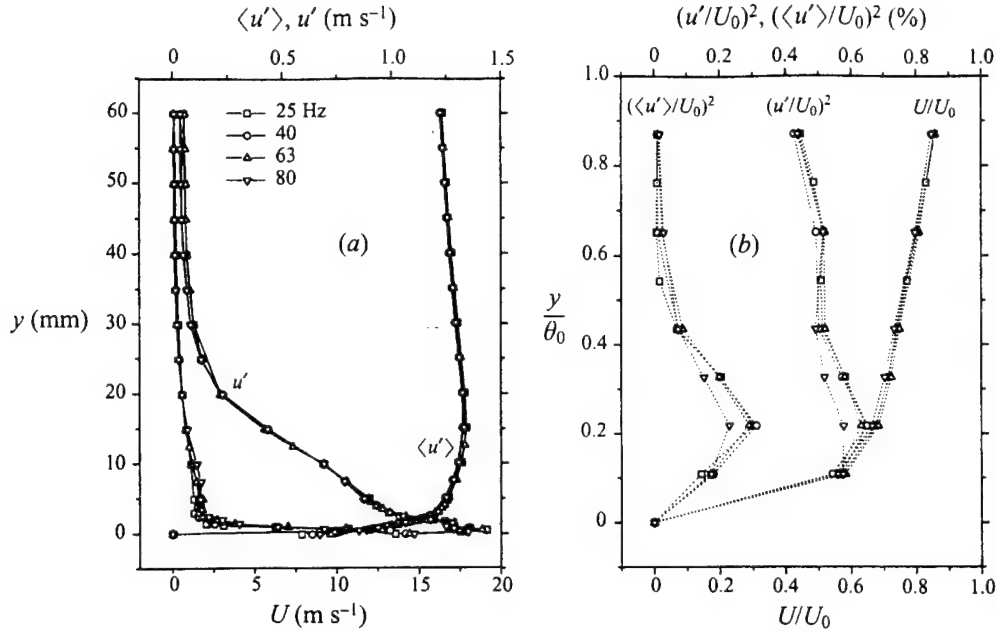 ⟨u′⟩, u′ (m s⁻¹)
0 0.5 1 1.5
60
50
40
30
20
10
0
y (mm)
25 Hz
40
63
80
(a)
u′
⟨u′⟩
0 5 10 15 20
U (m s⁻¹)
(u′/U₀)², (⟨u′⟩/U₀)² (%)
0 0.2 0.4 0.6 0.8 1.0
1.0
0.8
0.6
0.4
0.2
0
y
θ₀
(⟨u′⟩/U₀)² (u′/U₀)² U/U₀
(b)
0 0.2 0.4 0.6 0.8 1.0
U/U₀